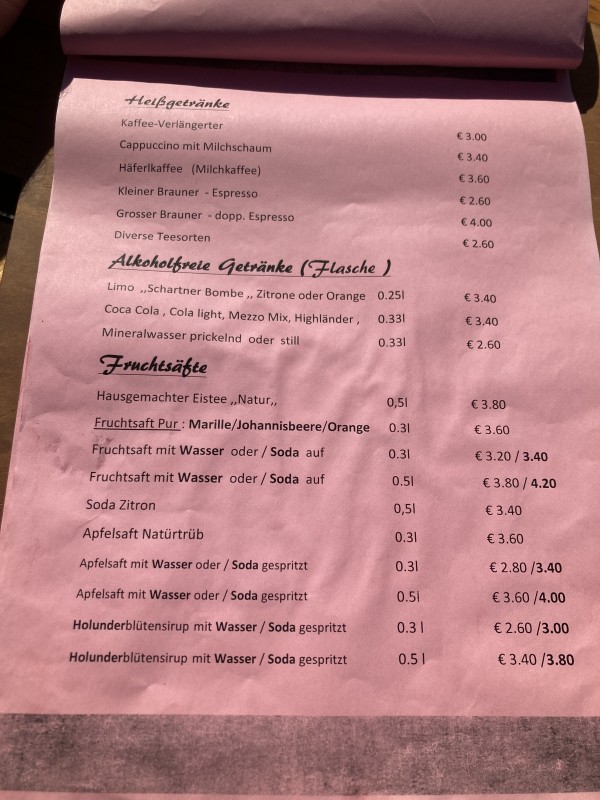 Heißgetränke
Kaffee-Verlängerter € 3.00
Cappuccino mit Milchschaum € 3.40
Häferlkaffee (Milchkaffee) € 3.60
Kleiner Brauner - Espresso € 2.60
Grosser Brauner - dopp. Espresso € 4.00
Diverse Teesorten € 2.60
Alkoholfreie Getränke (Flasche )
Limo ,,Schartner Bombe ,, Zitrone oder Orange 0.25l € 3.40
Coca Cola , Cola light, Mezzo Mix, Highländer , 0.33l € 3,40
Mineralwasser prickelnd oder still 0.33l € 2.60
Fruchtsäfte
Hausgemachter Eistee ,,Natur,, 0,5l € 3.80
Fruchtsaft Pur : Marille/Johannisbeere/Orange 0.3l € 3.60
Fruchtsaft mit Wasser oder / Soda auf 0.3l € 3.20 / 3.40
Fruchtsaft mit Wasser oder / Soda auf 0.5l € 3.80 / 4.20
Soda Zitron 0,5l € 3.40
Apfelsaft Natürtrüb 0.3l € 3.60
Apfelsaft mit Wasser oder / Soda gespritzt 0.3l € 2.80 /3.40
Apfelsaft mit Wasser oder / Soda gespritzt 0.5l € 3.60 /4.00
Holunderblütensirup mit Wasser / Soda gespritzt 0.3 l € 2.60 /3.00
Holunderblütensirup mit Wasser / Soda gespritzt 0.5 l € 3.40 /3.80